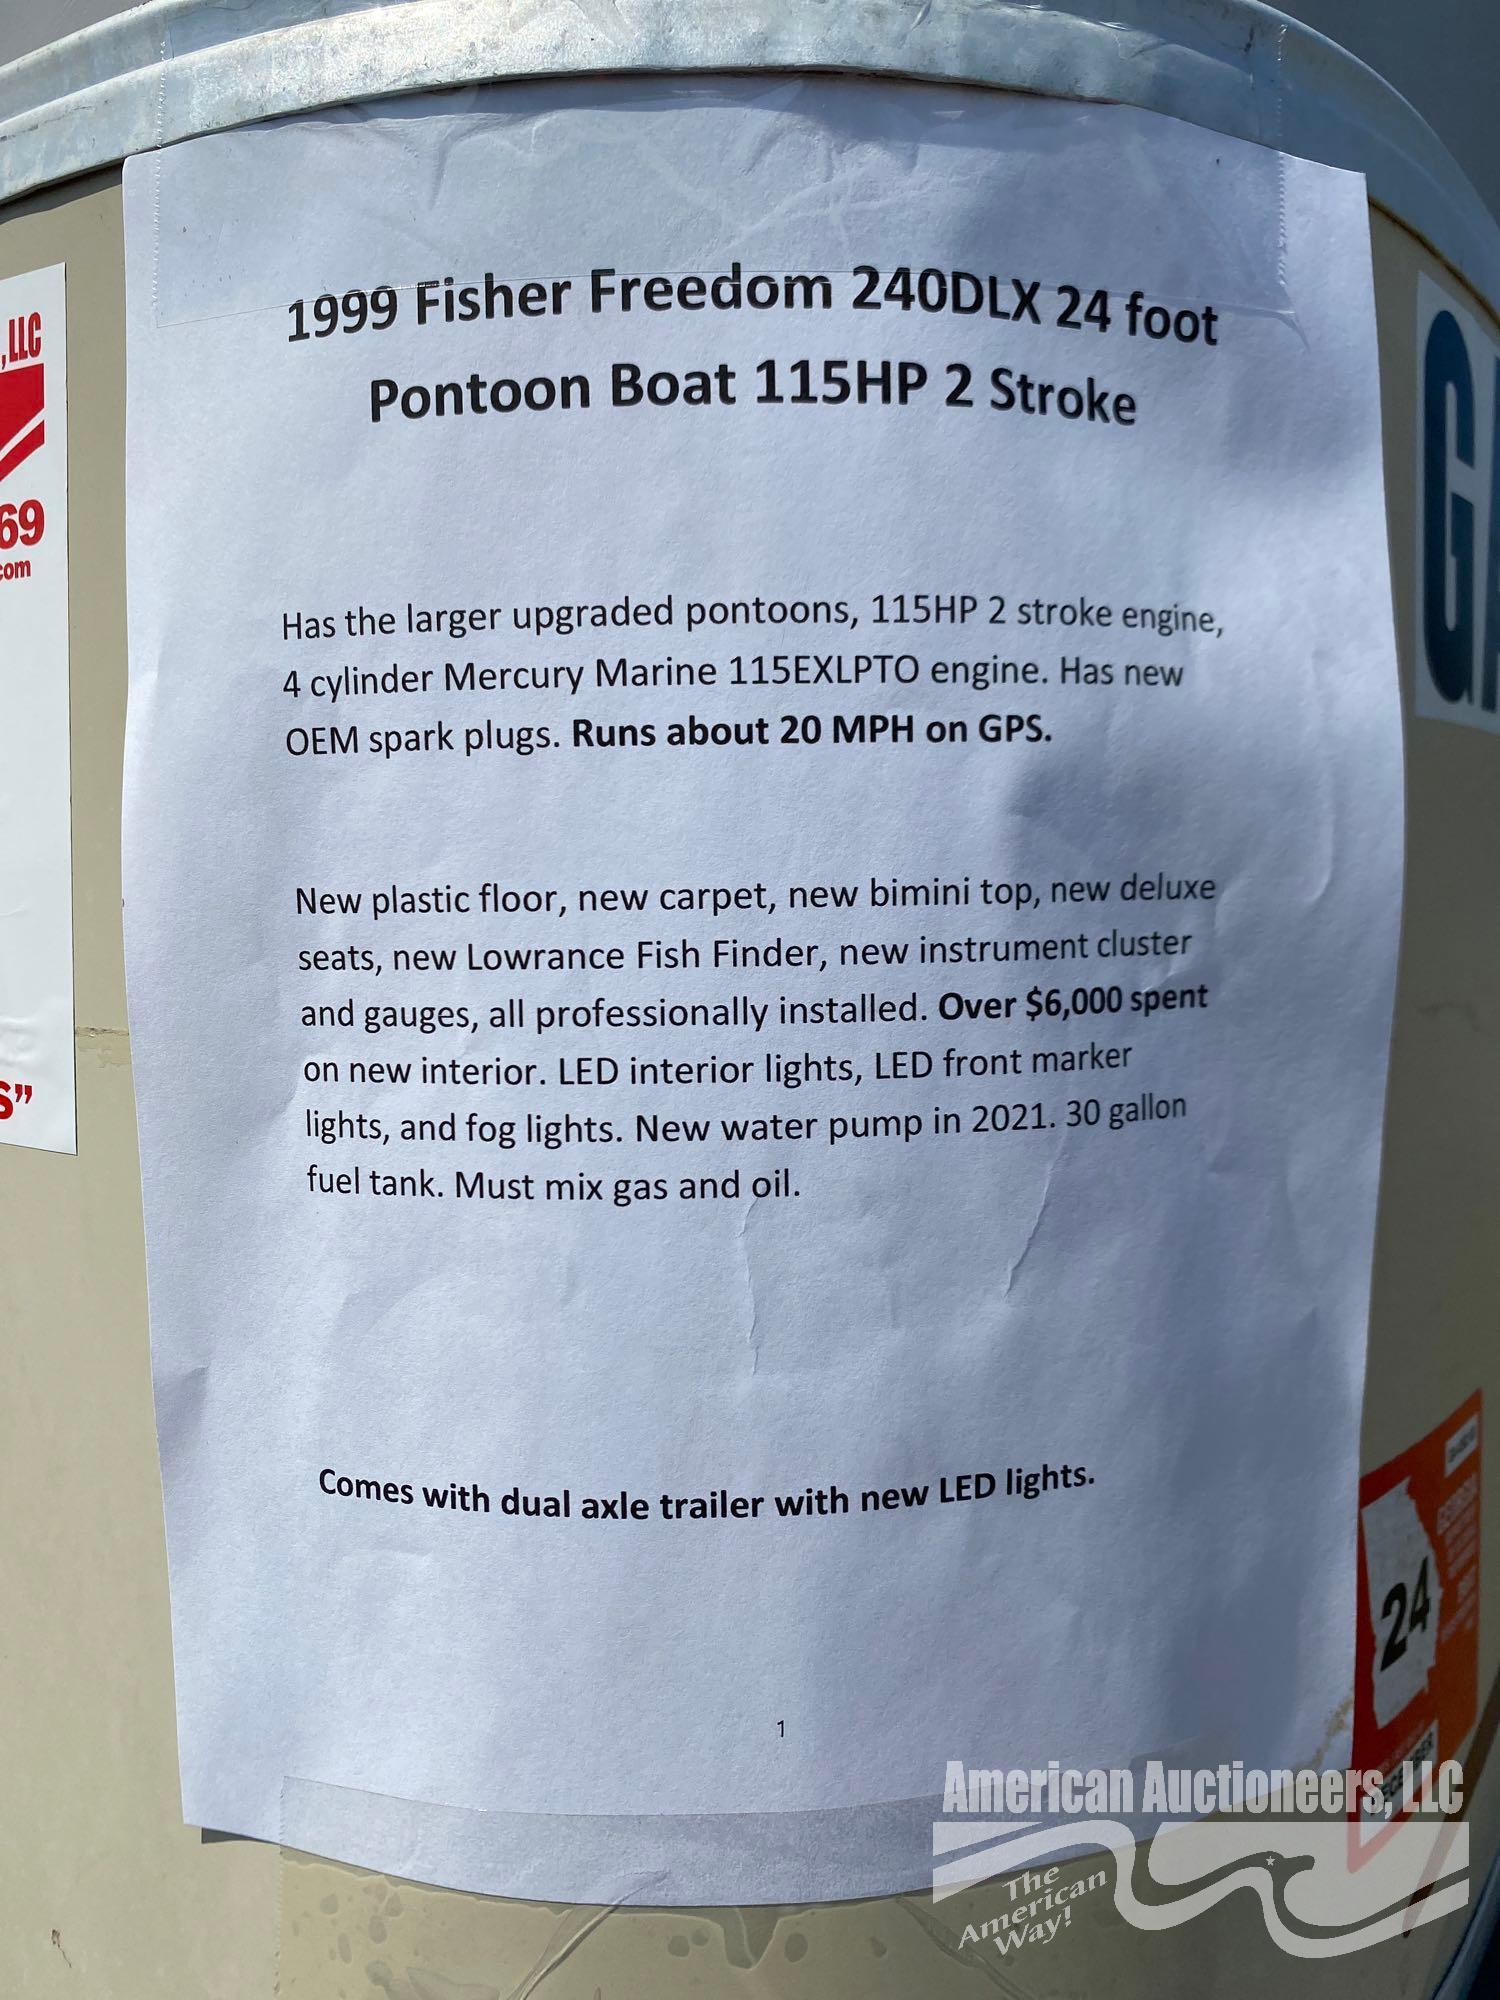 1999 Fisher Freedom 240DLX 24 foot
Pontoon Boat 115HP 2 Stroke
Has the larger upgraded pontoons, 115HP 2 stroke engine,
4 cylinder Mercury Marine 115EXLPTO engine. Has new
OEM spark plugs. Runs about 20 MPH on GPS.
New plastic floor, new carpet, new bimini top, new deluxe
seats, new Lowrance Fish Finder, new instrument cluster
and gauges, all professionally installed. Over $6,000 spent
on new interior. LED interior lights, LED front marker
lights, and fog lights. New water pump in 2021. 30 gallon
fuel tank. Must mix gas and oil.
Comes with dual axle trailer with new LED lights.
1
, LLC
69
com
S”
G
24
American Auctioneers, LLC
The
American
Way!